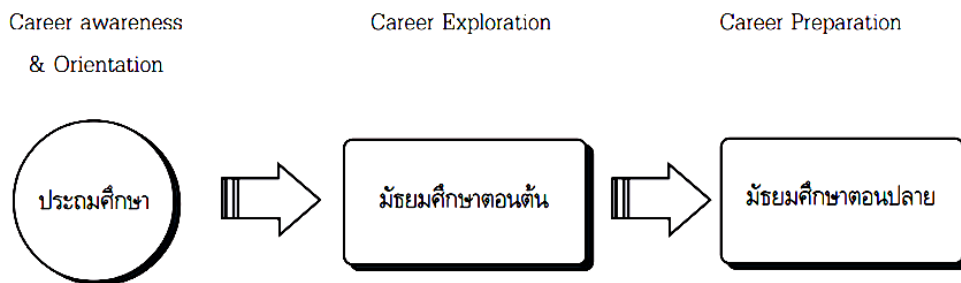 Career awareness
& Orientation
Career Exploration
Career Preparation
ประถมศึกษา
มัธยมศึกษาตอนต้น
มัธยมศึกษาตอนปลาย